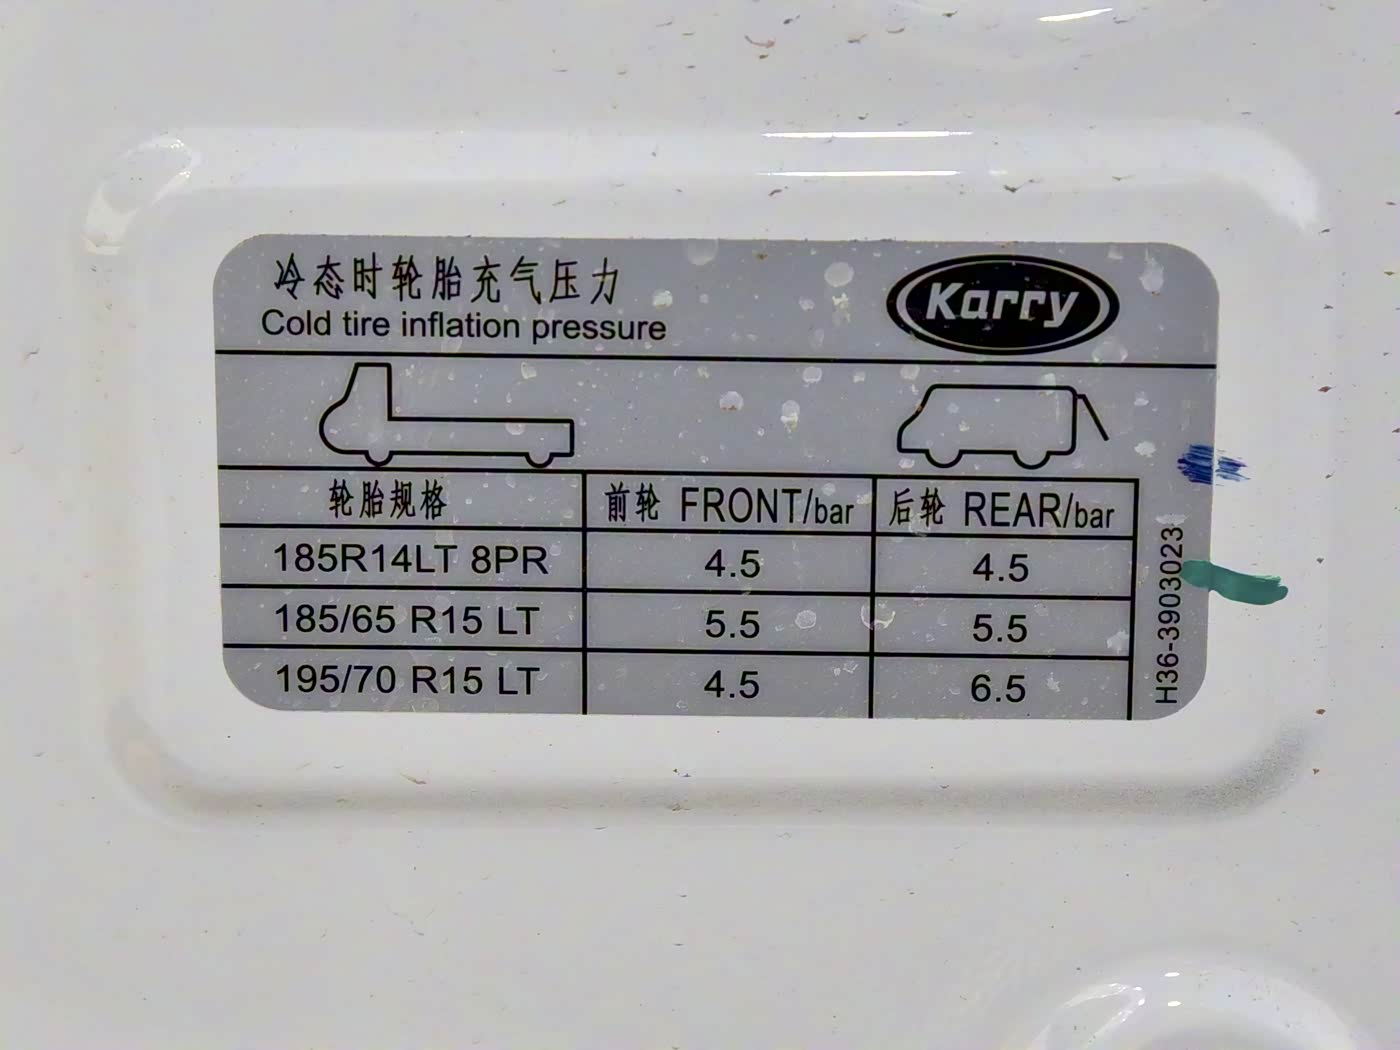 冷态时轮胎充气压力
Cold tire inflation pressure
Karry
轮胎规格 前轮 FRONT/bar 后轮 REAR/bar
185R14LT 8PR 4.5 4.5
185/65 R15 LT 5.5 5.5
195/70 R15 LT 4.5 6.5
H36-3903023